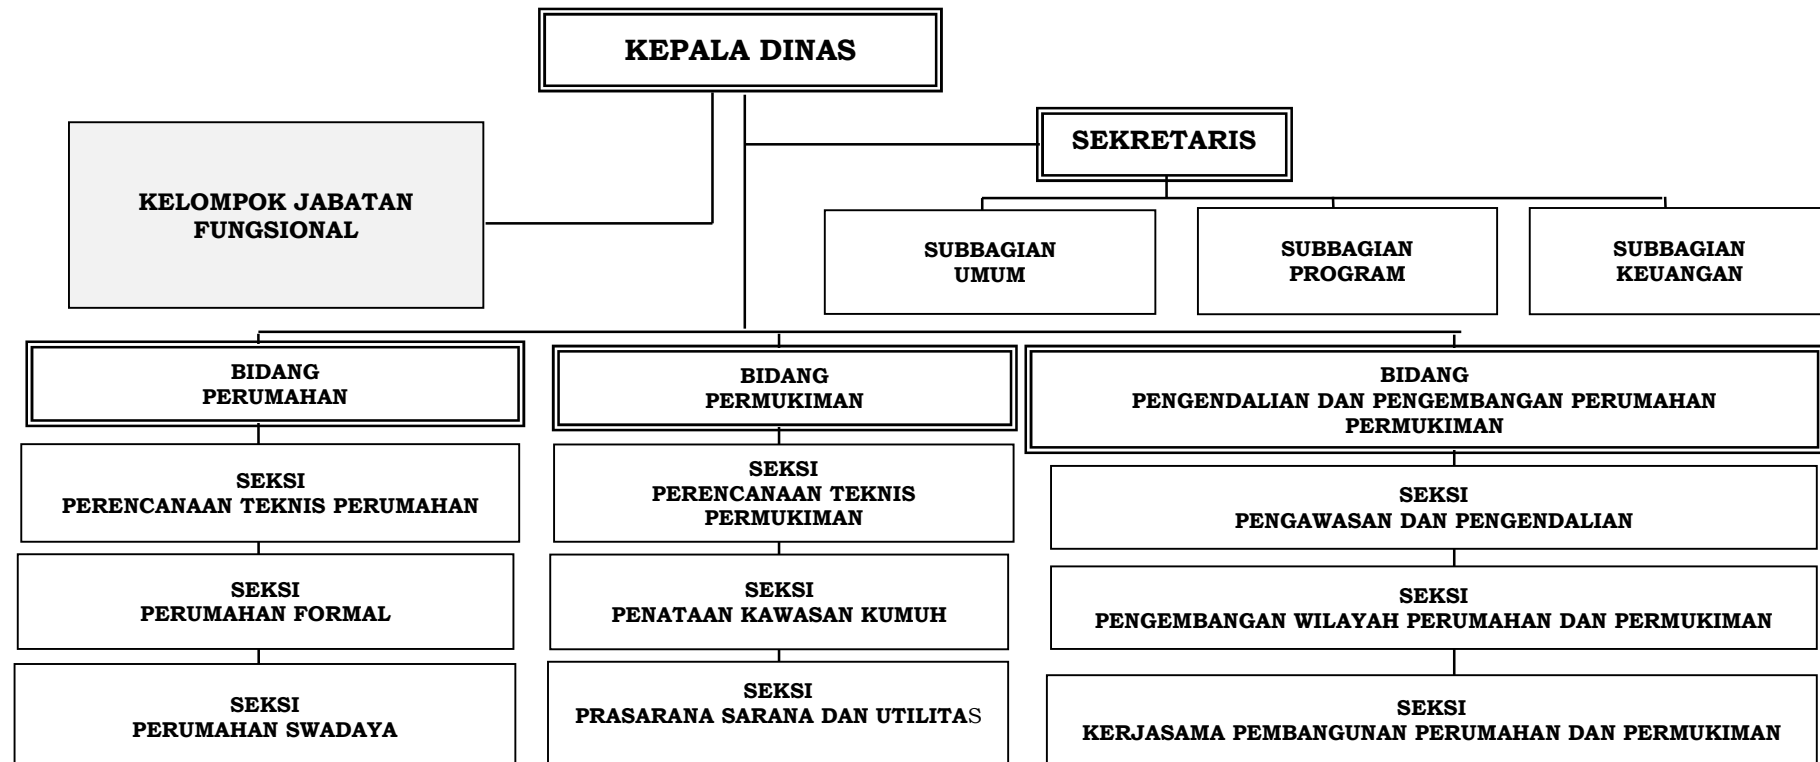 KEPALA DINAS
SEKRETARIS
KELOMPOK JABATAN
FUNGSIONAL
SUBBAGIAN
UMUM
SUBBAGIAN
PROGRAM
SUBBAGIAN
KEUANGAN
BIDANG
PERUMAHAN
BIDANG
PERMUKIMAN
BIDANG
PENGENDALIAN DAN PENGEMBANGAN PERUMAHAN
PERMUKIMAN
SEKSI
PERENCANAAN TEKNIS PERUMAHAN
SEKSI
PERENCANAAN TEKNIS
PERMUKIMAN
SEKSI
PENGAWASAN DAN PENGENDALIAN
SEKSI
PERUMAHAN FORMAL
SEKSI
PENATAAN KAWASAN KUMUH
SEKSI
PENGEMBANGAN WILAYAH PERUMAHAN DAN PERMUKIMAN
SEKSI
PERUMAHAN SWADAYA
SEKSI
PRASARANA SARANA DAN UTILITAS
SEKSI
KERJASAMA PEMBANGUNAN PERUMAHAN DAN PERMUKIMAN